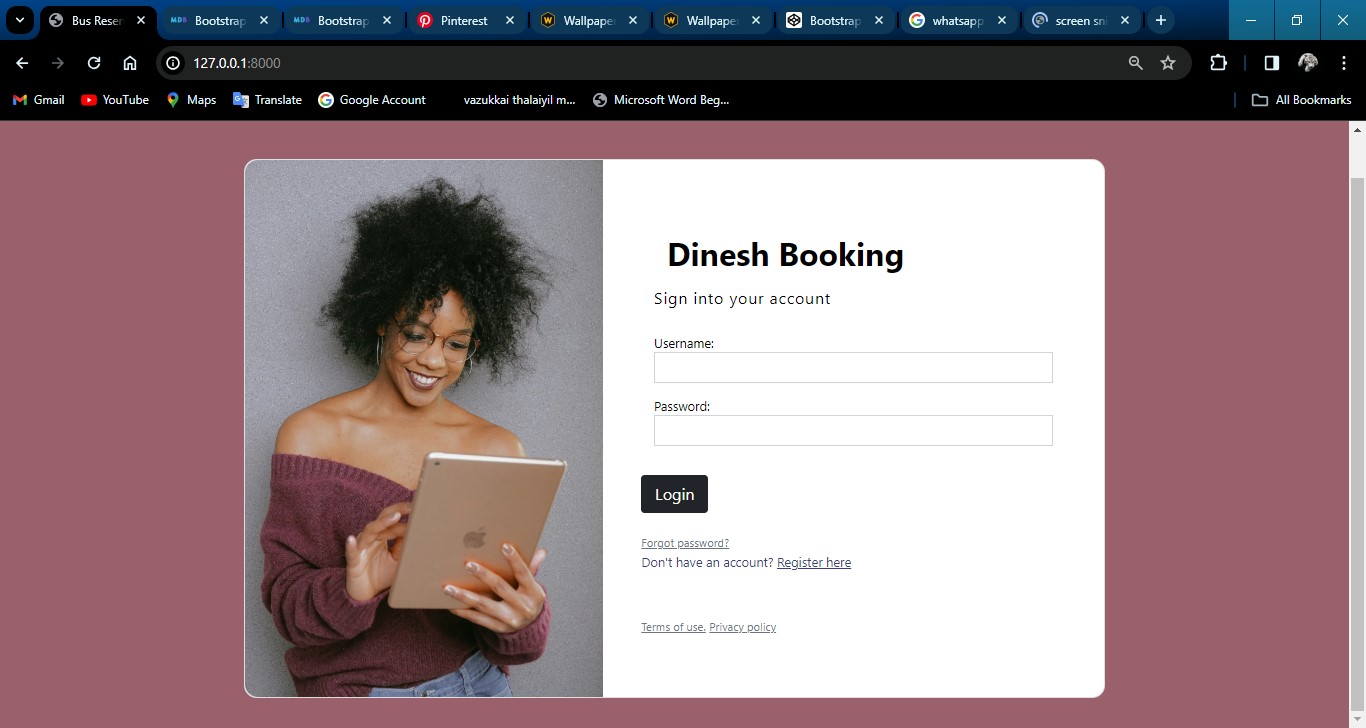 Bus Reser
Bootstrap
Bootstrap
Pinterest
Wallpaper
Wallpaper
Bootstrap
whatsapp
screen sni
127.0.0.1:8000
Gmail
YouTube
Maps
Translate
Google Account
vazukkai thalaiyil m...
Microsoft Word Beg...
All Bookmarks
Dinesh Booking
Sign into your account
Username:
Password:
Login
Forgot password?
Don't have an account? Register here
Terms of use. Privacy policy